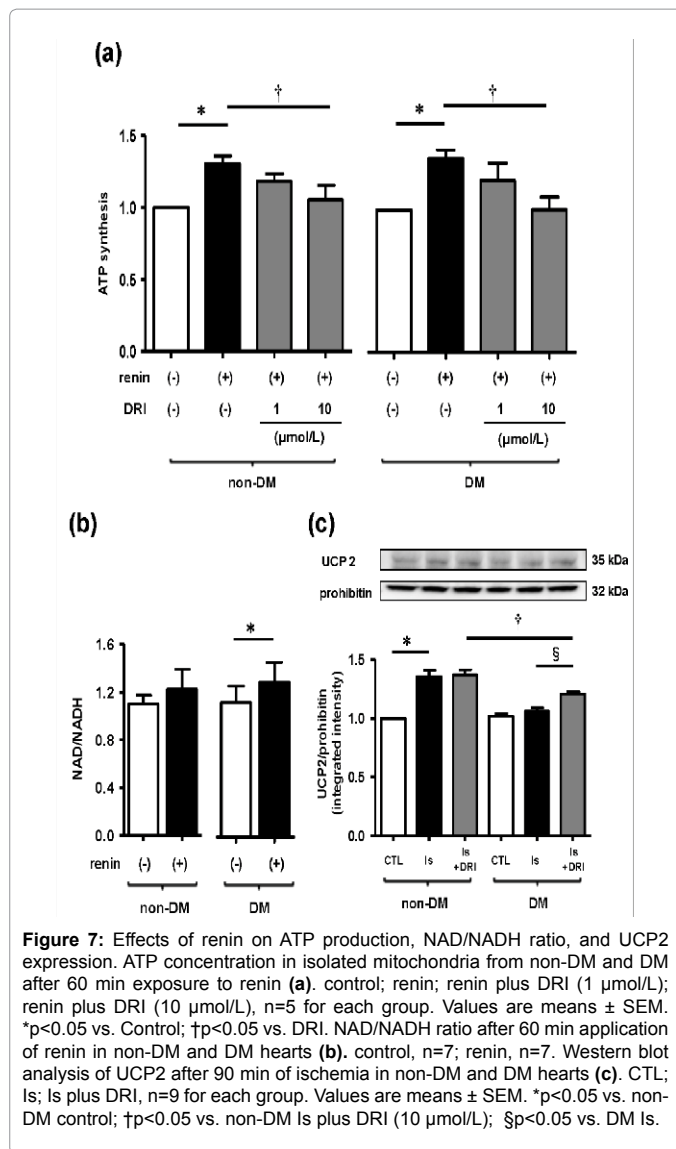 (a)
*
†
*
†
1.5
1.0
0.5
0.0
ATP synthesis
renin (-) (+) (+) (+) (-) (+) (+) (+)
DRI (-) (-) 1 10 (-) (-) 1 10
(µmol/L) (µmol/L)
non-DM DM
(b)
*
1.6
1.2
0.8
0.4
0.0
NAD/NADH
renin (-) (+) (-) (+)
non-DM DM
(c)
UCP 2 35 kDa
prohibitin 32 kDa
*
†
§
1.5
1.0
0.5
0.0
UCP2/prohibitin
(integrated intensity)
CTL Is Is CTL Is Is
+DRI +DRI
non-DM DM
Figure 7: Effects of renin on ATP production, NAD/NADH ratio, and UCP2
expression. ATP concentration in isolated mitochondria from non-DM and DM
after 60 min exposure to renin (a). control; renin; renin plus DRI (1 µmol/L);
renin plus DRI (10 µmol/L), n=5 for each group. Values are means ± SEM.
*p<0.05 vs. Control; †p<0.05 vs. DRI. NAD/NADH ratio after 60 min application
of renin in non-DM and DM hearts (b). control, n=7; renin, n=7. Western blot
analysis of UCP2 after 90 min of ischemia in non-DM and DM hearts (c). CTL;
Is; Is plus DRI, n=9 for each group. Values are means ± SEM. *p<0.05 vs. non-
DM control; †p<0.05 vs. non-DM Is plus DRI (10 µmol/L); §p<0.05 vs. DM Is.